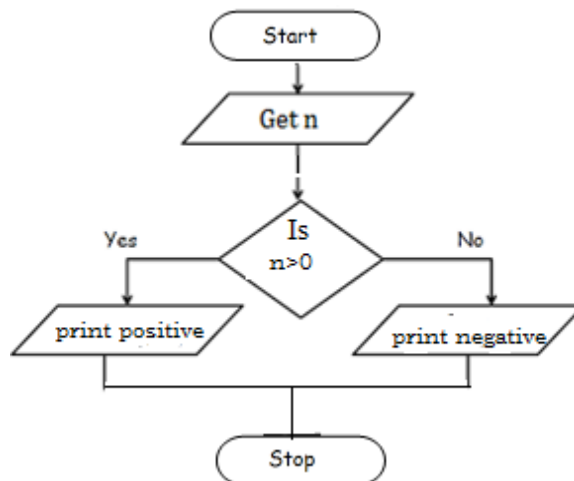 Start
Get n
Is
n>0
Yes
No
print positive
print negative
Stop